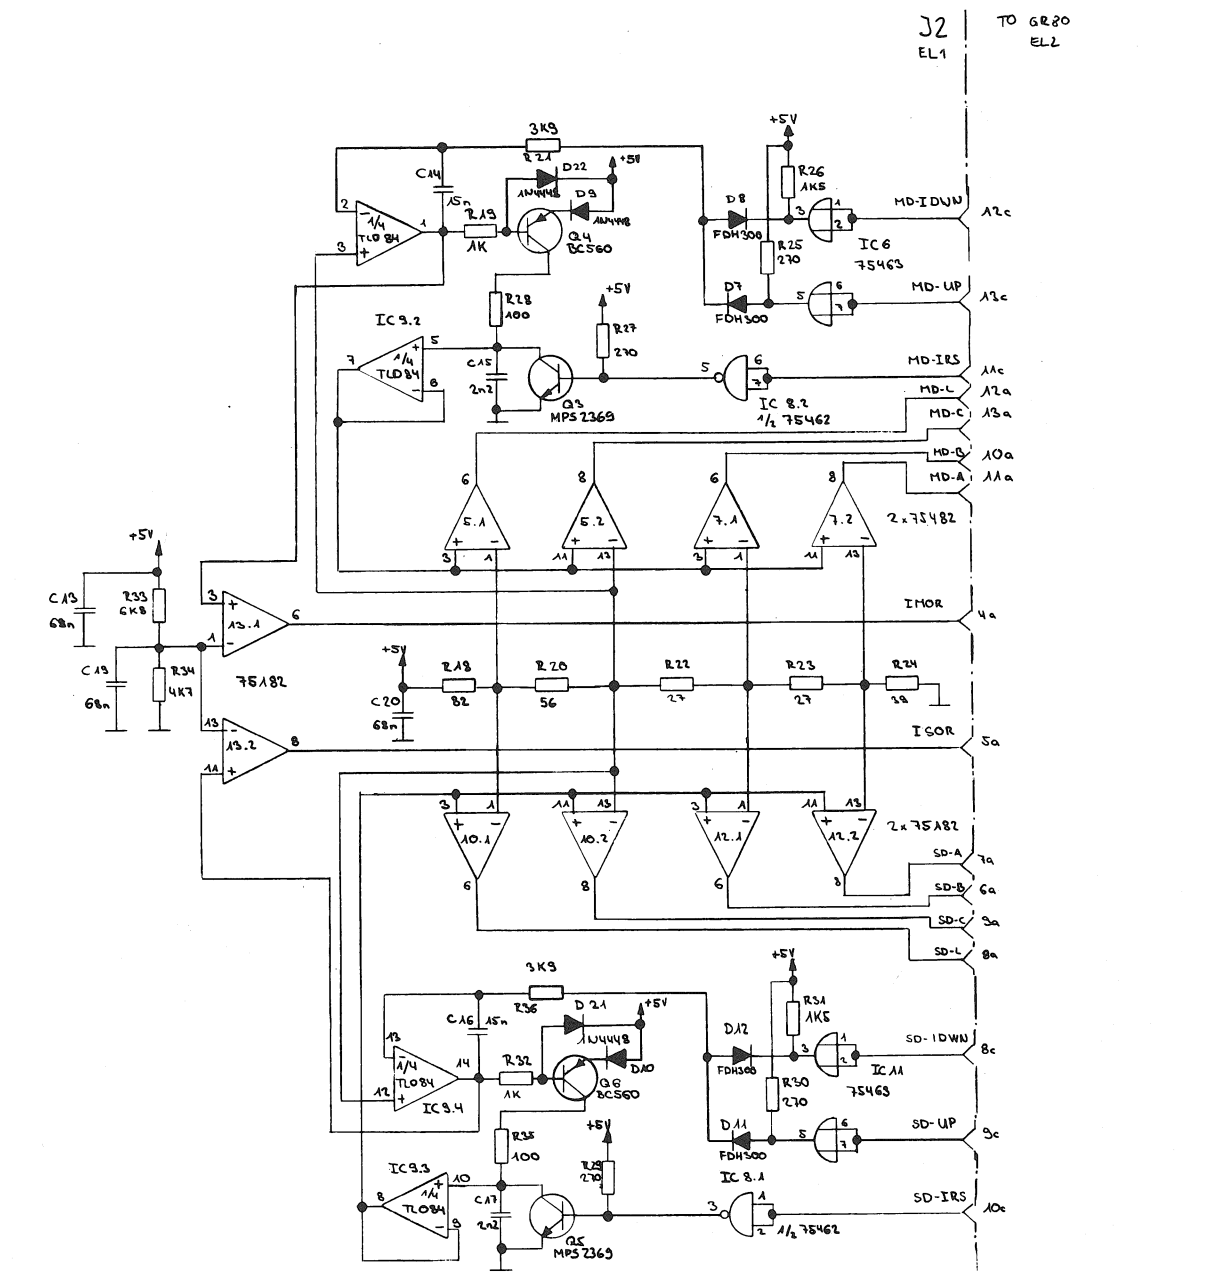 J2
EL1
TO GR80
EL2
+5V
3K9
R21
C14
15n
D22
1N4448
D9
1N4448
+5V
R26
1K5
D8
FDH300
3
1
2
MD-IDWN
12c
2
3
1/4
TL084
1
R19
1K
Q4
BC560
R25
270
IC6
75463
D7
FDH300
5
6
7
MD-UP
13c
R28
100
+5V
R27
270
IC9.2
7
1/4
TL084
5
6
C15
2n2
Q3
MPS2369
5
6
7
IC 8.2
1/2 75462
MD-IRS
11c
MD-L
12a
MD-C
13a
MD-B
10a
MD-A
11a
6
8
6
8
5.1
5.2
7.1
7.2
2x75182
3
1
11
13
3
1
11
13
+5V
C13
68n
R33
6K8
3
1
13.1
6
IMOR
4a
C19
68n
R34
4K7
75182
+5V
C20
68n
R18
82
R20
56
R22
27
R23
27
R24
39
13
11
13.2
8
ISOR
5a
3
1
11
13
3
1
11
13
10.1
10.2
12.1
12.2
2x75182
6
8
6
8
SD-A
7a
SD-B
6a
SD-C
9a
SD-L
8a
3K9
R36
+5V
C16
15n
D21
1N4448
+5V
D10
R31
1K5
D12
FDH300
3
1
2
SD-IDWN
8c
13
12
1/4
TL084
14
IC9.4
R32
1K
Q6
BC560
R30
270
IC11
75463
D11
FDH300
5
6
7
SD-UP
9c
R35
100
+5V
R29
270
IC9.3
8
1/4
TL084
10
9
C17
2n2
Q5
MPS2369
IC 8.1
3
1
2
1/2 75462
SD-IRS
10c